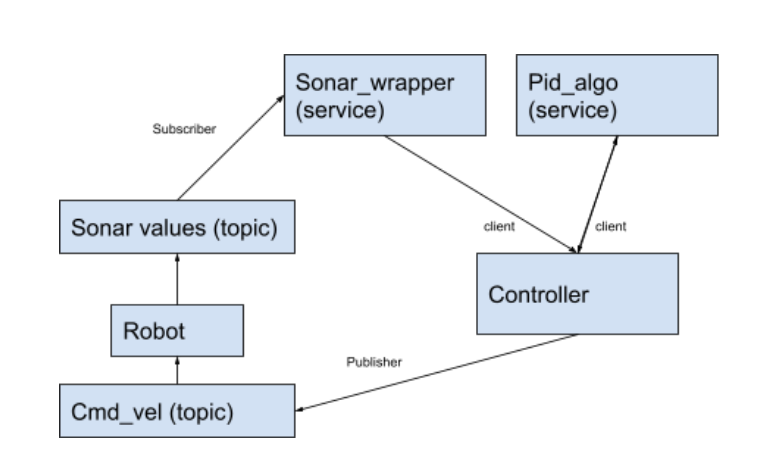 Sonar_wrapper
(service)
Pid_algo
(service)
Subscriber
Sonar values (topic)
client
client
Controller
Robot
Publisher
Cmd_vel (topic)